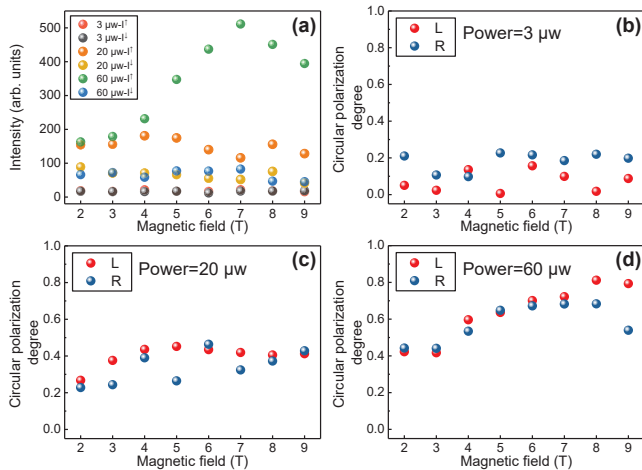 (a)
3 μw-I↑
3 μw-I↓
20 μw-I↑
20 μw-I↓
60 μw-I↑
60 μw-I↓
500
400
300
200
100
0
Intensity (arb. units)
2 3 4 5 6 7 8 9
Magnetic field (T)
(b)
L
R
Power=3 μw
1.0
0.8
0.6
0.4
0.2
0.0
Circular polarization
degree
2 3 4 5 6 7 8 9
Magnetic field (T)
(c)
L
R
Power=20 μw
1.0
0.8
0.6
0.4
0.2
0.0
Circular polarization
degree
2 3 4 5 6 7 8 9
Magnetic field (T)
(d)
L
R
Power=60 μw
1.0
0.8
0.6
0.4
0.2
0.0
Circular polarization
degree
2 3 4 5 6 7 8 9
Magnetic field (T)